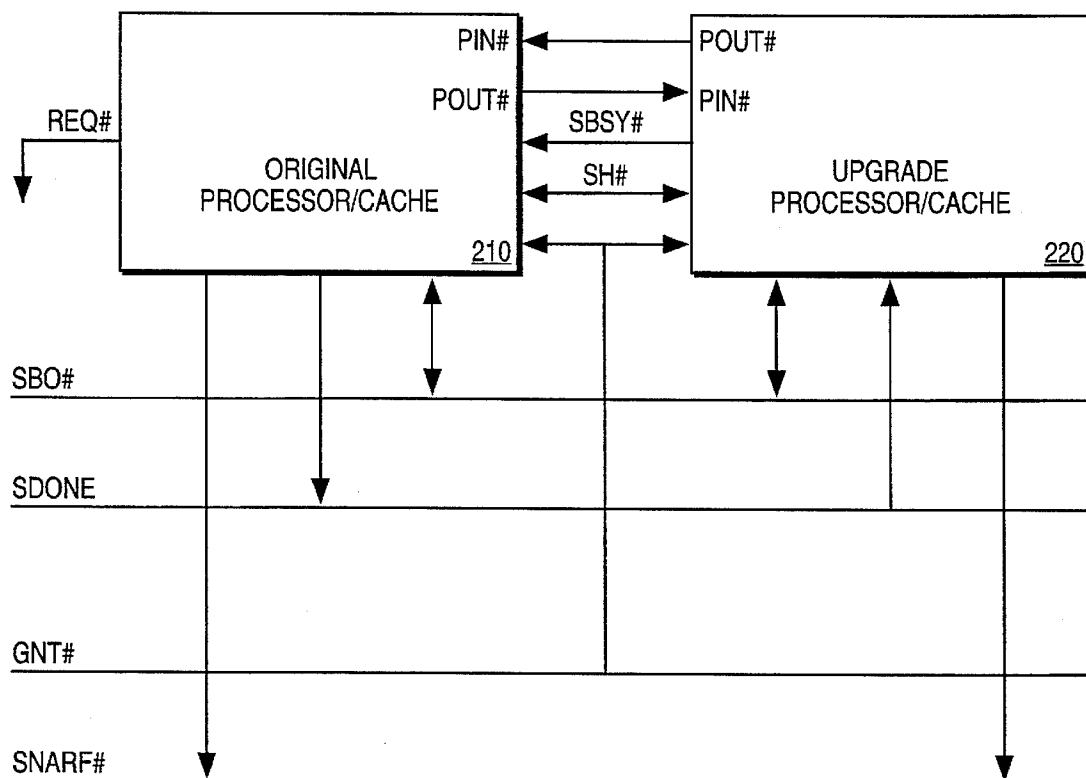 PIN#
POUT#
POUT#
PIN#
REQ#
SBSY#
SH#
ORIGINAL
PROCESSOR/CACHE
210
UPGRADE
PROCESSOR/CACHE
220
SBO#
SDONE
GNT#
SNARF#